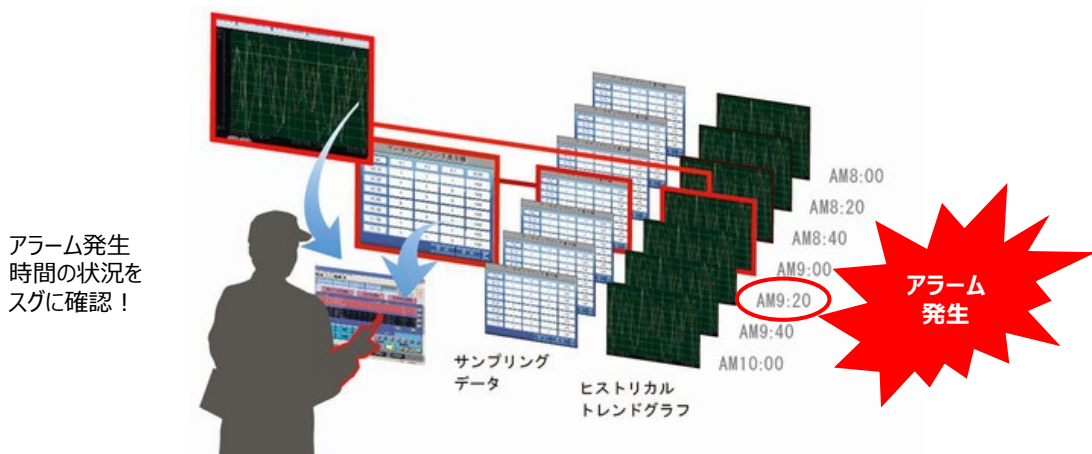 アラーム発生
時間の状況を
スグに確認！
サンプリング
データ
ヒストリカル
トレンドグラフ
AM8:00
AM8:20
AM8:40
AM9:00
AM9:20
AM9:40
AM10:00
アラーム
発生